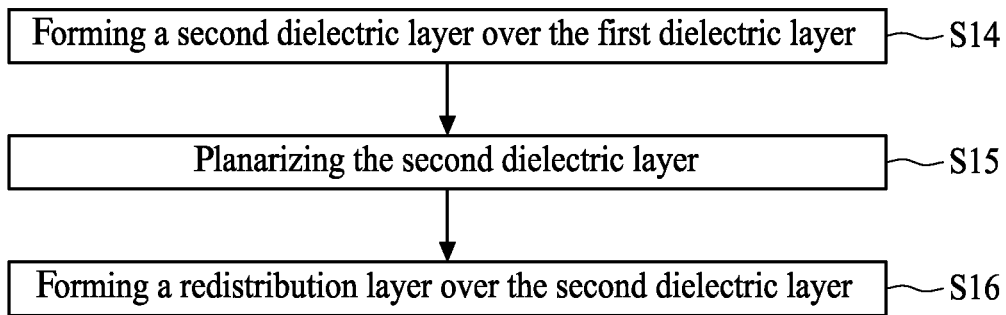 Forming a second dielectric layer over the first dielectric layer S14
Planarizing the second dielectric layer S15
Forming a redistribution layer over the second dielectric layer S16